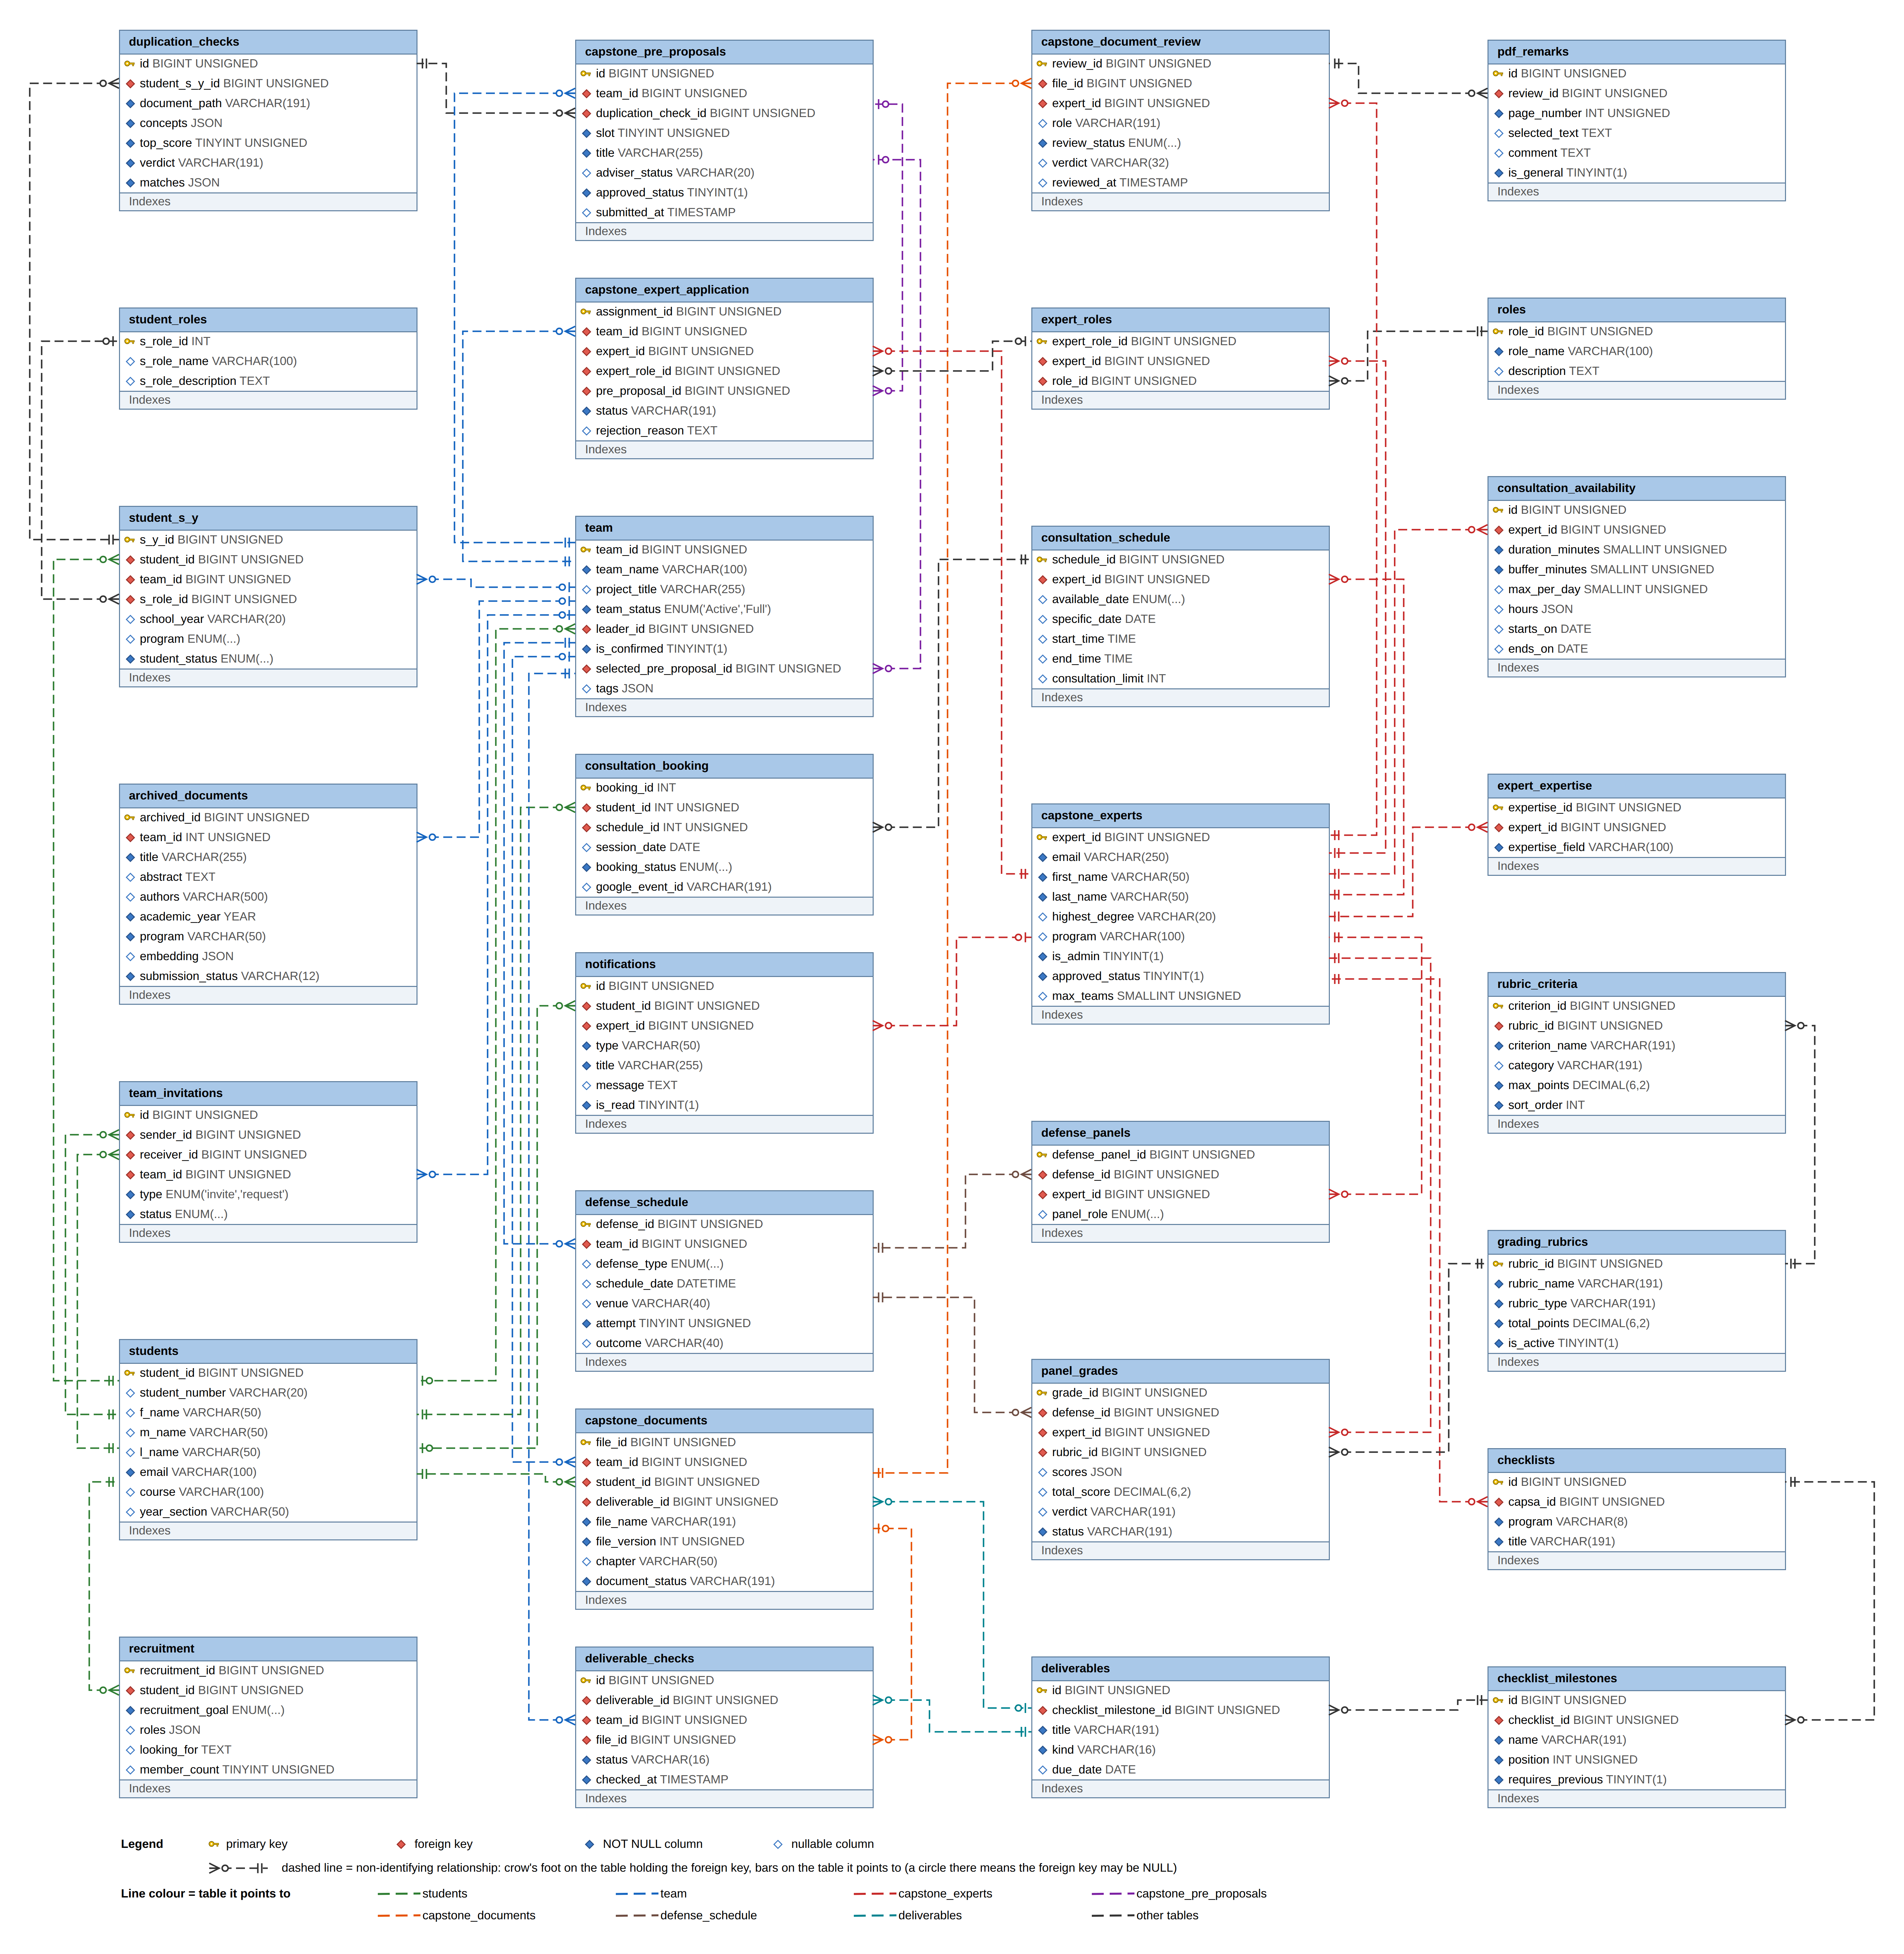 duplication_checks
id BIGINT UNSIGNED
student_s_y_id BIGINT UNSIGNED
document_path VARCHAR(191)
concepts JSON
top_score TINYINT UNSIGNED
verdict VARCHAR(191)
matches JSON
Indexes
student_roles
s_role_id INT
s_role_name VARCHAR(100)
s_role_description TEXT
Indexes
student_s_y
s_y_id BIGINT UNSIGNED
student_id BIGINT UNSIGNED
team_id BIGINT UNSIGNED
s_role_id BIGINT UNSIGNED
school_year VARCHAR(20)
program ENUM(...)
student_status ENUM(...)
Indexes
archived_documents
archived_id BIGINT UNSIGNED
team_id INT UNSIGNED
title VARCHAR(255)
abstract TEXT
authors VARCHAR(500)
academic_year YEAR
program VARCHAR(50)
embedding JSON
submission_status VARCHAR(12)
Indexes
team_invitations
id BIGINT UNSIGNED
sender_id BIGINT UNSIGNED
receiver_id BIGINT UNSIGNED
team_id BIGINT UNSIGNED
type ENUM('invite','request')
status ENUM(...)
Indexes
students
student_id BIGINT UNSIGNED
student_number VARCHAR(20)
f_name VARCHAR(50)
m_name VARCHAR(50)
l_name VARCHAR(50)
email VARCHAR(100)
course VARCHAR(100)
year_section VARCHAR(50)
Indexes
recruitment
recruitment_id BIGINT UNSIGNED
student_id BIGINT UNSIGNED
recruitment_goal ENUM(...)
roles JSON
looking_for TEXT
member_count TINYINT UNSIGNED
Indexes
capstone_pre_proposals
id BIGINT UNSIGNED
team_id BIGINT UNSIGNED
duplication_check_id BIGINT UNSIGNED
slot TINYINT UNSIGNED
title VARCHAR(255)
adviser_status VARCHAR(20)
approved_status TINYINT(1)
submitted_at TIMESTAMP
Indexes
capstone_expert_application
assignment_id BIGINT UNSIGNED
team_id BIGINT UNSIGNED
expert_id BIGINT UNSIGNED
expert_role_id BIGINT UNSIGNED
pre_proposal_id BIGINT UNSIGNED
status VARCHAR(191)
rejection_reason TEXT
Indexes
team
team_id BIGINT UNSIGNED
team_name VARCHAR(100)
project_title VARCHAR(255)
team_status ENUM('Active','Full')
leader_id BIGINT UNSIGNED
is_confirmed TINYINT(1)
selected_pre_proposal_id BIGINT UNSIGNED
tags JSON
Indexes
consultation_booking
booking_id INT
student_id INT UNSIGNED
schedule_id INT UNSIGNED
session_date DATE
booking_status ENUM(...)
google_event_id VARCHAR(191)
Indexes
notifications
id BIGINT UNSIGNED
student_id BIGINT UNSIGNED
expert_id BIGINT UNSIGNED
type VARCHAR(50)
title VARCHAR(255)
message TEXT
is_read TINYINT(1)
Indexes
defense_schedule
defense_id BIGINT UNSIGNED
team_id BIGINT UNSIGNED
defense_type ENUM(...)
schedule_date DATETIME
venue VARCHAR(40)
attempt TINYINT UNSIGNED
outcome VARCHAR(40)
Indexes
capstone_documents
file_id BIGINT UNSIGNED
team_id BIGINT UNSIGNED
student_id BIGINT UNSIGNED
deliverable_id BIGINT UNSIGNED
file_name VARCHAR(191)
file_version INT UNSIGNED
chapter VARCHAR(50)
document_status VARCHAR(191)
Indexes
deliverable_checks
id BIGINT UNSIGNED
deliverable_id BIGINT UNSIGNED
team_id BIGINT UNSIGNED
file_id BIGINT UNSIGNED
status VARCHAR(16)
checked_at TIMESTAMP
Indexes
capstone_document_review
review_id BIGINT UNSIGNED
file_id BIGINT UNSIGNED
expert_id BIGINT UNSIGNED
role VARCHAR(191)
review_status ENUM(...)
verdict VARCHAR(32)
reviewed_at TIMESTAMP
Indexes
expert_roles
expert_role_id BIGINT UNSIGNED
expert_id BIGINT UNSIGNED
role_id BIGINT UNSIGNED
Indexes
consultation_schedule
schedule_id BIGINT UNSIGNED
expert_id BIGINT UNSIGNED
available_date ENUM(...)
specific_date DATE
start_time TIME
end_time TIME
consultation_limit INT
Indexes
capstone_experts
expert_id BIGINT UNSIGNED
email VARCHAR(250)
first_name VARCHAR(50)
last_name VARCHAR(50)
highest_degree VARCHAR(20)
program VARCHAR(100)
is_admin TINYINT(1)
approved_status TINYINT(1)
max_teams SMALLINT UNSIGNED
Indexes
defense_panels
defense_panel_id BIGINT UNSIGNED
defense_id BIGINT UNSIGNED
expert_id BIGINT UNSIGNED
panel_role ENUM(...)
Indexes
panel_grades
grade_id BIGINT UNSIGNED
defense_id BIGINT UNSIGNED
expert_id BIGINT UNSIGNED
rubric_id BIGINT UNSIGNED
scores JSON
total_score DECIMAL(6,2)
verdict VARCHAR(191)
status VARCHAR(191)
Indexes
deliverables
id BIGINT UNSIGNED
checklist_milestone_id BIGINT UNSIGNED
title VARCHAR(191)
kind VARCHAR(16)
due_date DATE
Indexes
pdf_remarks
id BIGINT UNSIGNED
review_id BIGINT UNSIGNED
page_number INT UNSIGNED
selected_text TEXT
comment TEXT
is_general TINYINT(1)
Indexes
roles
role_id BIGINT UNSIGNED
role_name VARCHAR(100)
description TEXT
Indexes
consultation_availability
id BIGINT UNSIGNED
expert_id BIGINT UNSIGNED
duration_minutes SMALLINT UNSIGNED
buffer_minutes SMALLINT UNSIGNED
max_per_day SMALLINT UNSIGNED
hours JSON
starts_on DATE
ends_on DATE
Indexes
expert_expertise
expertise_id BIGINT UNSIGNED
expert_id BIGINT UNSIGNED
expertise_field VARCHAR(100)
Indexes
rubric_criteria
criterion_id BIGINT UNSIGNED
rubric_id BIGINT UNSIGNED
criterion_name VARCHAR(191)
category VARCHAR(191)
max_points DECIMAL(6,2)
sort_order INT
Indexes
grading_rubrics
rubric_id BIGINT UNSIGNED
rubric_name VARCHAR(191)
rubric_type VARCHAR(191)
total_points DECIMAL(6,2)
is_active TINYINT(1)
Indexes
checklists
id BIGINT UNSIGNED
capsa_id BIGINT UNSIGNED
program VARCHAR(8)
title VARCHAR(191)
Indexes
checklist_milestones
id BIGINT UNSIGNED
checklist_id BIGINT UNSIGNED
name VARCHAR(191)
position INT UNSIGNED
requires_previous TINYINT(1)
Indexes
Legend primary key foreign key NOT NULL column nullable column
dashed line = non-identifying relationship: crow's foot on the table holding the foreign key, bars on the table it points to (a circle there means the foreign key may be NULL)
Line colour = table it points to students team capstone_experts capstone_pre_proposals
capstone_documents defense_schedule deliverables other tables